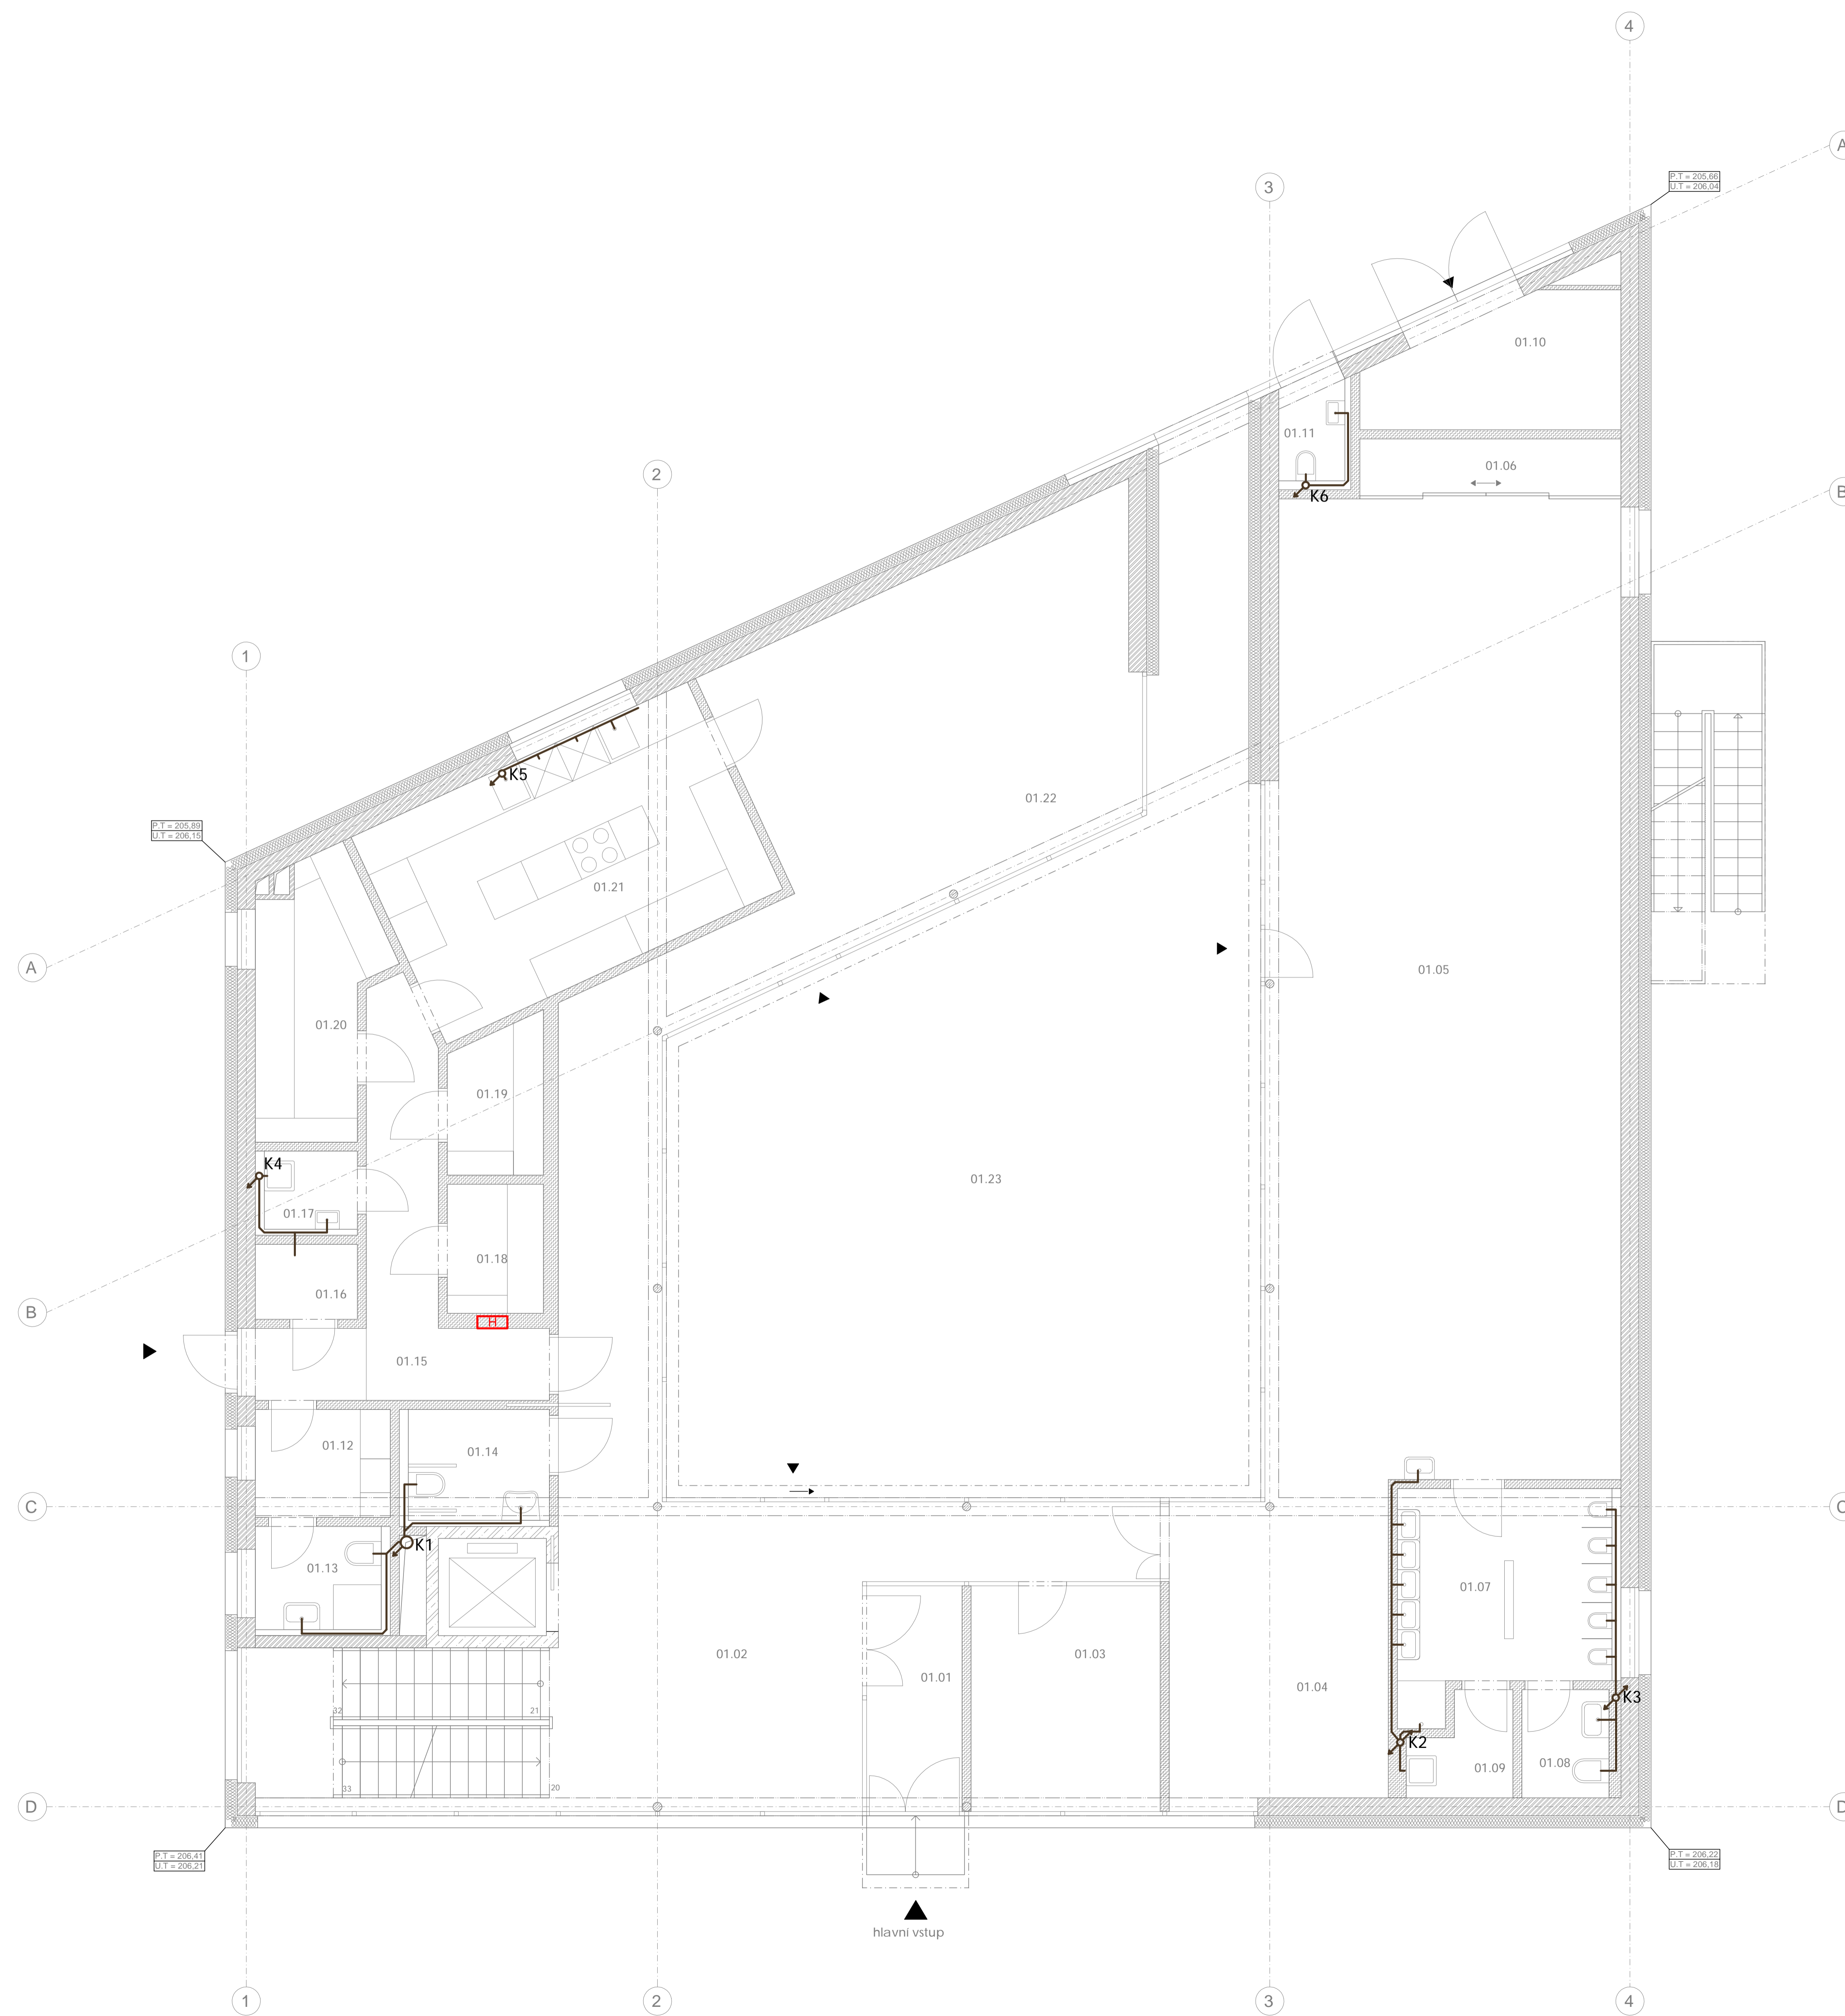 4
A
P.T = 205,66
U.T = 206,04
3
01.10
01.11
01.06
K6
2
B
1
K5
01.22
P.T = 205,89
U.T = 206,15
01.21
A
01.05
01.20
01.19
K4
01.23
01.17
01.18
01.16
B
H
01.15
01.12
01.14
C
C
K1
01.13
01.07
01.02
01.03
01.01
01.04
K3
32
21
K2
01.08
01.09
33
20
D
D
P.T = 206,41
U.T = 206,21
P.T = 206,22
U.T = 206,18
hlavní vstup
1
2
3
4